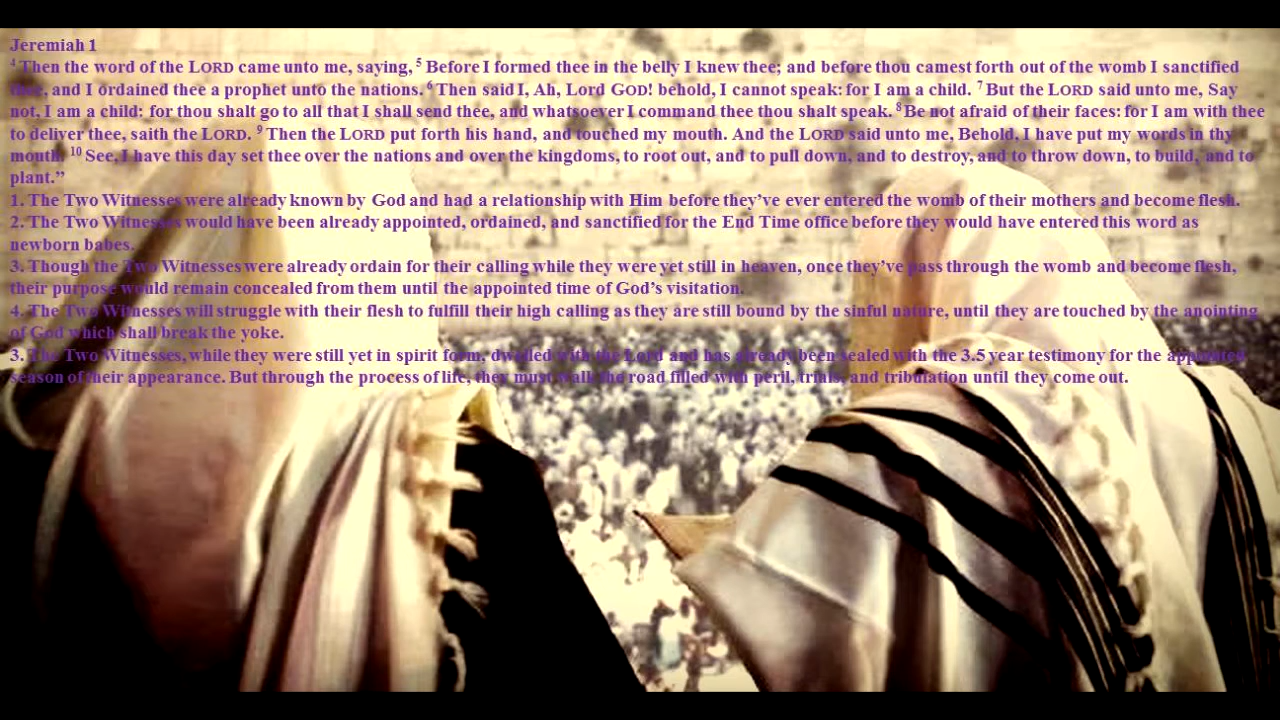 Jeremiah 1
⁴ Then the word of the LORD came unto me, saying, ⁵ Before I formed thee in the belly I knew thee; and before thou camest forth out of the womb I sanctified
thee, and I ordained thee a prophet unto the nations. ⁶ Then said I, Ah, Lord GOD! behold, I cannot speak: for I am a child. ⁷ But the LORD said unto me, Say
not, I am a child: for thou shalt go to all that I shall send thee, and whatsoever I command thee thou shalt speak. ⁸ Be not afraid of their faces: for I am with thee
to deliver thee, saith the LORD. ⁹ Then the LORD put forth his hand, and touched my mouth. And the LORD said unto me, Behold, I have put my words in thy
mouth. ¹⁰ See, I have this day set thee over the nations and over the kingdoms, to root out, and to pull down, and to destroy, and to throw down, to build, and to
plant.”
1. The Two Witnesses were already known by God and had a relationship with Him before they’ve ever entered the womb of their mothers and become flesh.
2. The Two Witnesses would have been already appointed, ordained, and sanctified for the End Time office before they would have entered this word as
newborn babes.
3. Though the Two Witnesses were already ordain for their calling while they were yet still in heaven, once they’ve pass through the womb and become flesh,
their purpose would remain concealed from them until the appointed time of God’s visitation.
4. The Two Witnesses will struggle with their flesh to fulfill their high calling as they are still bound by the sinful nature, until they are touched by the anointing
of God which shall break the yoke.
3. The Two Witnesses, while they were still yet in spirit form, dwelled with the Lord and has already been sealed with the 3.5 year testimony for the appointed
season of their appearance. But through the process of life, they must walk the road filled with peril, trials, and tribulation until they come out.